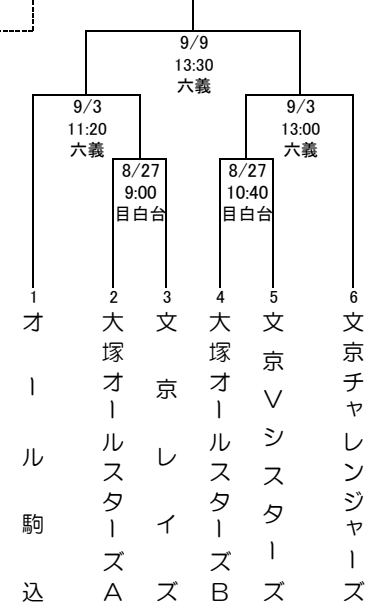 9/9
13:30
六義
9/3
11:20
六義
9/3
13:00
六義
8/27
9:00
目白台
8/27
10:40
目白台
1
オール駒込
2
大塚オールスターズA
3
文京レイズ
4
大塚オールスターズB
5
文京Vシスターズ
6
文京チャレンジャーズ